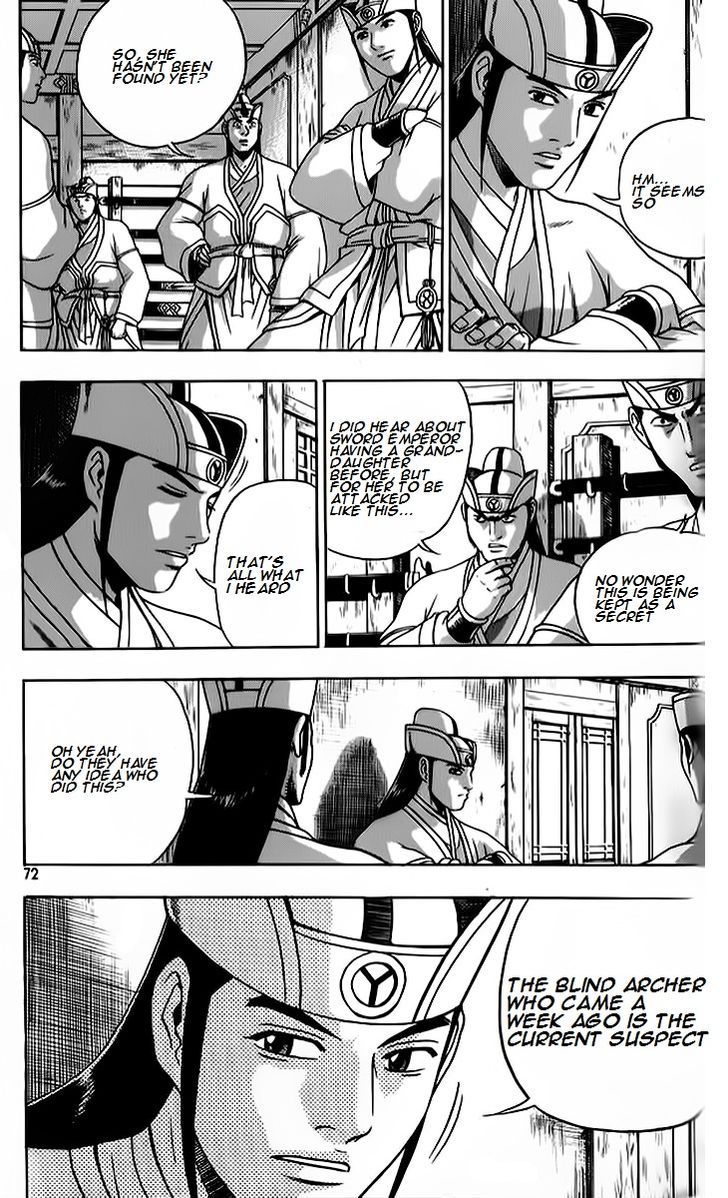 SO, SHE
HASN'T BEEN
FOUND YET?
HM...
IT SEEMS
SO
THAT'S
ALL WHAT
I HEARD
I DID HEAR ABOUT
SWORD EMPEROR
HAVING A GRAND-
DAUGHTER
BEFORE, BUT
FOR HER TO BE
ATTACKED
LIKE THIS...
NO WONDER
THIS IS BEING
KEPT AS A
SECRET
OH YEAH,
DO THEY HAVE
ANY IDEA WHO
DID THIS?
72
THE BLIND ARCHER
WHO CAME A
WEEK AGO IS THE
CURRENT SUSPECT